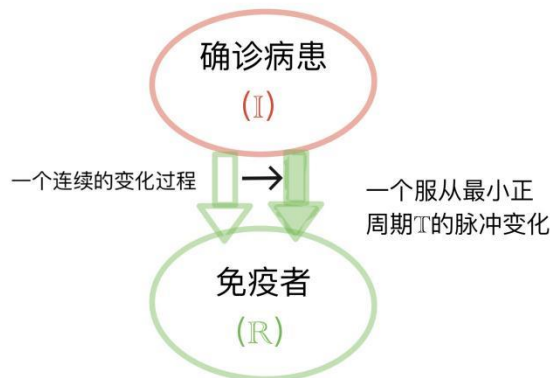 确诊病患
(𝕀)
一个连续的变化过程
一个服从最小正
周期𝕋的脉冲变化
免疫者
(ℝ)